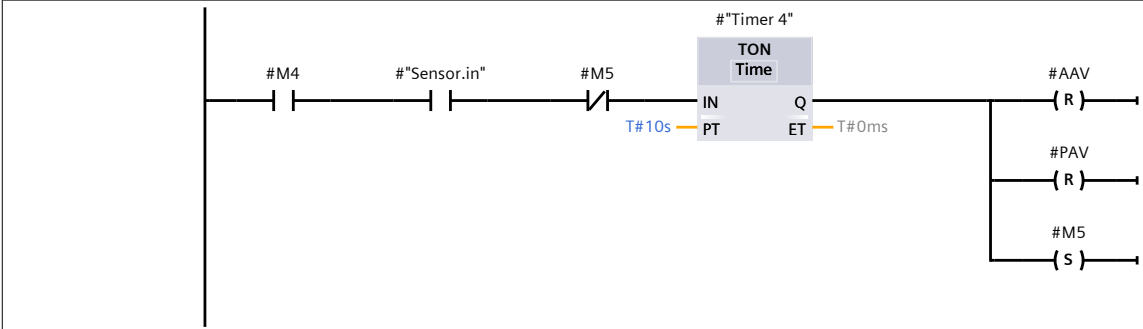 #"Timer 4"
TON
Time
#M4
#"Sensor.in"
#M5
#AAV
IN
Q
R
T#10s
PT
ET
T#0ms
#PAV
R
#M5
S